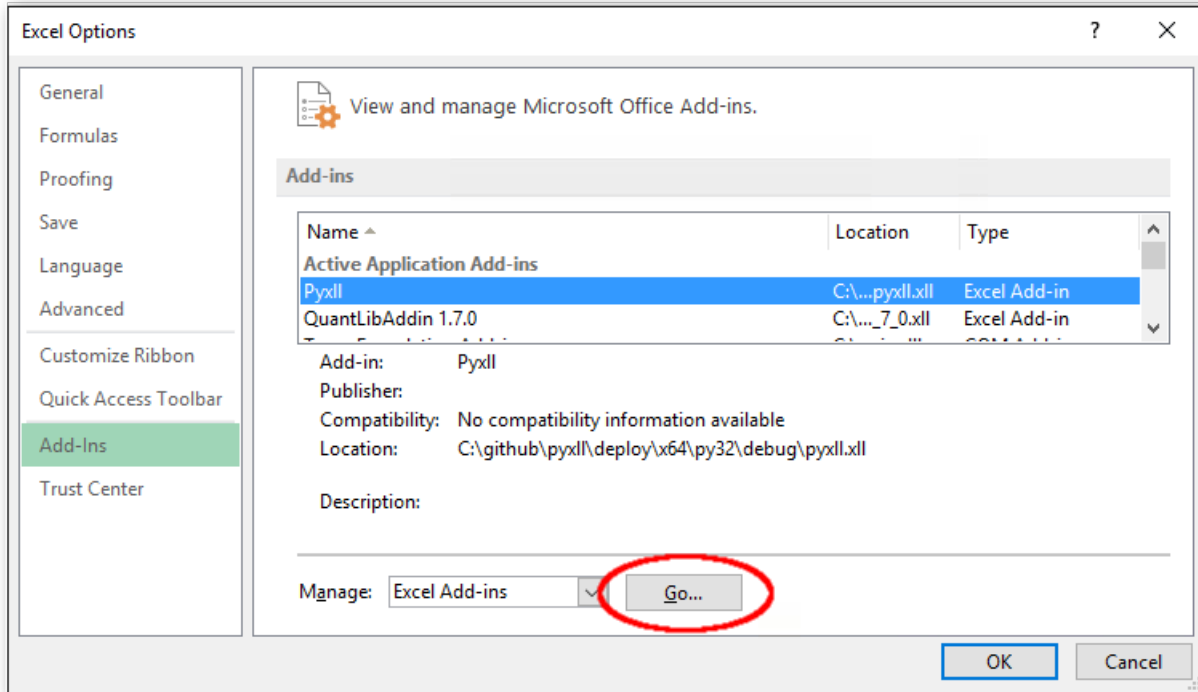 Excel Options
?
General
Formulas
Proofing
Save
Language
Advanced
Customize Ribbon
Quick Access Toolbar
Add-Ins
Trust Center
View and manage Microsoft Office Add-ins.
Add-ins
Name Location Type
Active Application Add-ins
Pyxll C:\...pyxll.xll Excel Add-in
QuantLibAddin 1.7.0 C:\..._7_0.xll Excel Add-in
Add-in: Pyxll
Publisher:
Compatibility: No compatibility information available
Location: C:\github\pyxll\deploy\x64\py32\debug\pyxll.xll
Description:
Manage: Excel Add-ins Go...
OK Cancel